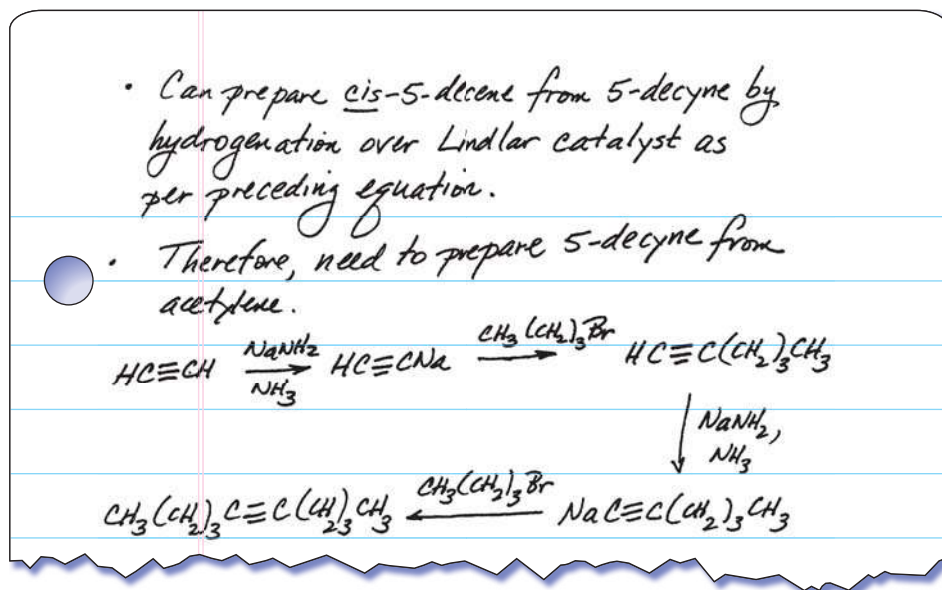 • Can prepare cis-5-decene from 5-decyne by
hydrogenation over Lindlar catalyst as
per preceding equation.
• Therefore, need to prepare 5-decyne from
acetylene.
HC≡CH NaNH₂ NH₃ HC≡CNa CH₃(CH₂)₃Br HC≡C(CH₂)₃CH₃
NaNH₂,
NH₃
CH₃(CH₂)₃C≡C(CH₂)₃CH₃ CH₃(CH₂)₃Br NaC≡C(CH₂)₃CH₃